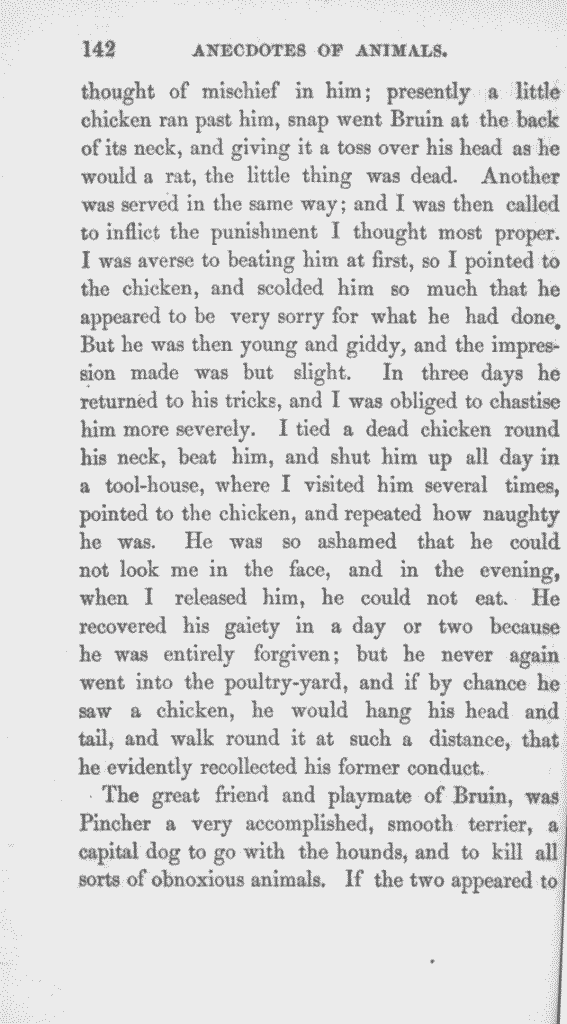 142 ANECDOTES OF ANIMALS.
thought of mischief in him; presently a little
chicken ran past him, snap went Bruin at the back
of its neck, and giving it a toss over his head as he
would a rat, the little thing was dead. Another
was served in the same way; and I was then called
to inflict the punishment I thought most proper.
I was averse to beating him at first, so I pointed to
the chicken, and scolded him so much that he
appeared to be very sorry for what he had done.
But he was then young and giddy, and the impres-
sion made was but slight. In three days he
returned to his tricks, and I was obliged to chastise
him more severely. I tied a dead chicken round
his neck, beat him, and shut him up all day in
a tool-house, where I visited him several times,
pointed to the chicken, and repeated how naughty
he was. He was so ashamed that he could
not look me in the face, and in the evening,
when I released him, he could not eat. He
recovered his gaiety in a day or two because
he was entirely forgiven; but he never again
went into the poultry-yard, and if by chance he
saw a chicken, he would hang his head and
tail, and walk round it at such a distance, that
he evidently recollected his former conduct.
The great friend and playmate of Bruin, was
Pincher a very accomplished, smooth terrier, a
capital dog to go with the hounds, and to kill all
sorts of obnoxious animals. If the two appeared to